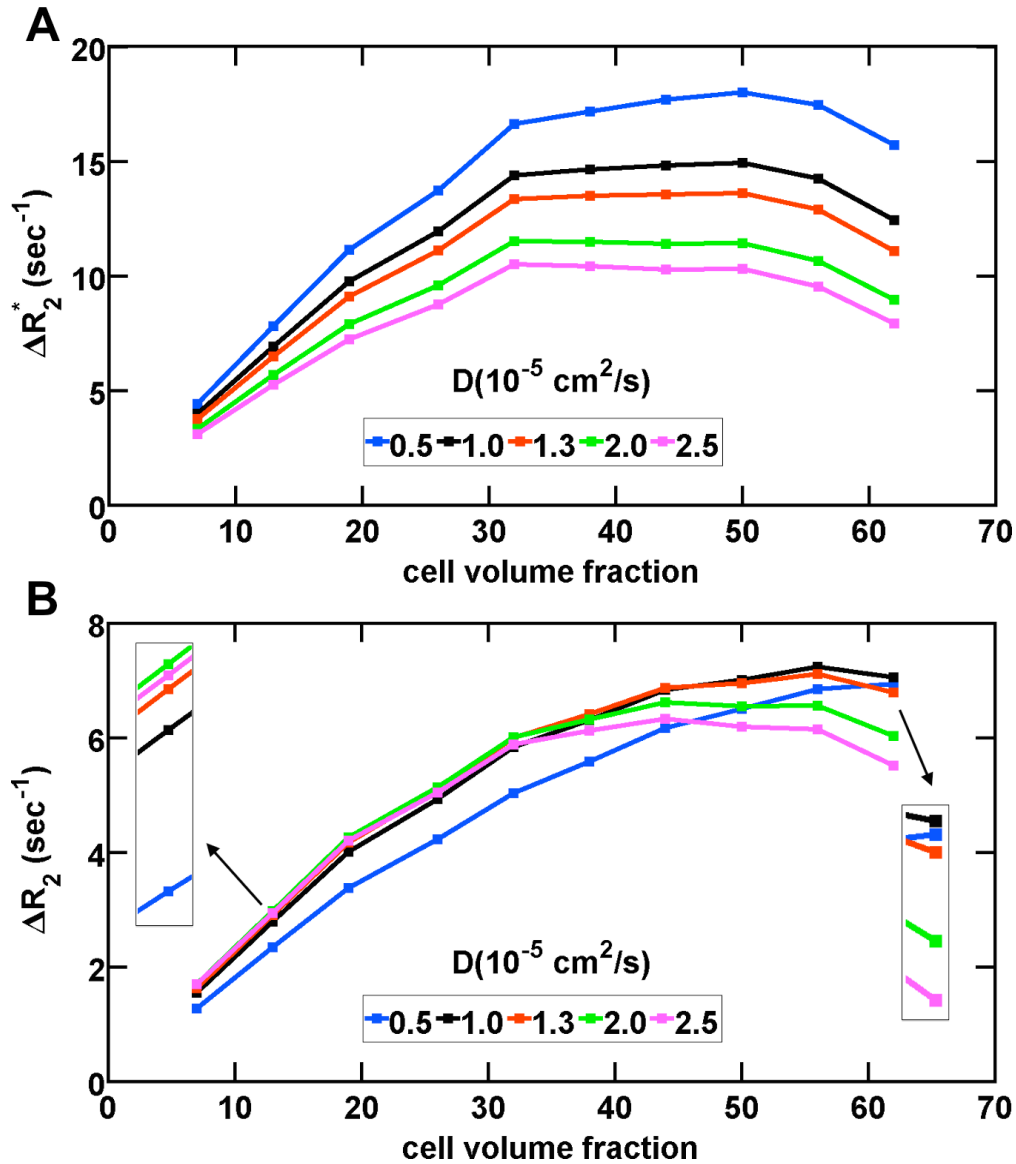 A
20
15
10
5
0
ΔR₂* (sec⁻¹)
D(10⁻⁵ cm²/s)
0.5 1.0 1.3 2.0 2.5
0 10 20 30 40 50 60 70
cell volume fraction
B
8
6
4
2
0
ΔR₂ (sec⁻¹)
D(10⁻⁵ cm²/s)
0.5 1.0 1.3 2.0 2.5
0 10 20 30 40 50 60 70
cell volume fraction